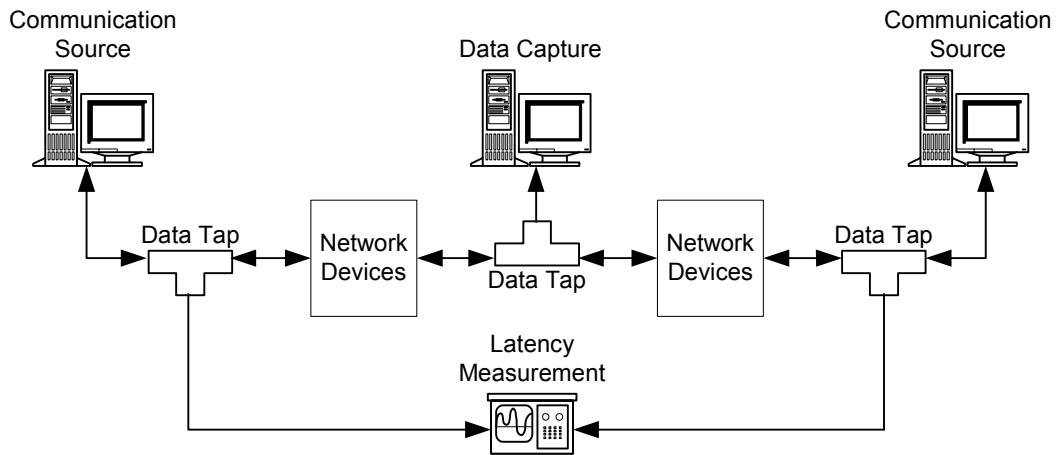 Communication
Source
Data Capture
Communication
Source
Data Tap
Network
Devices
Data Tap
Network
Devices
Data Tap
Latency
Measurement